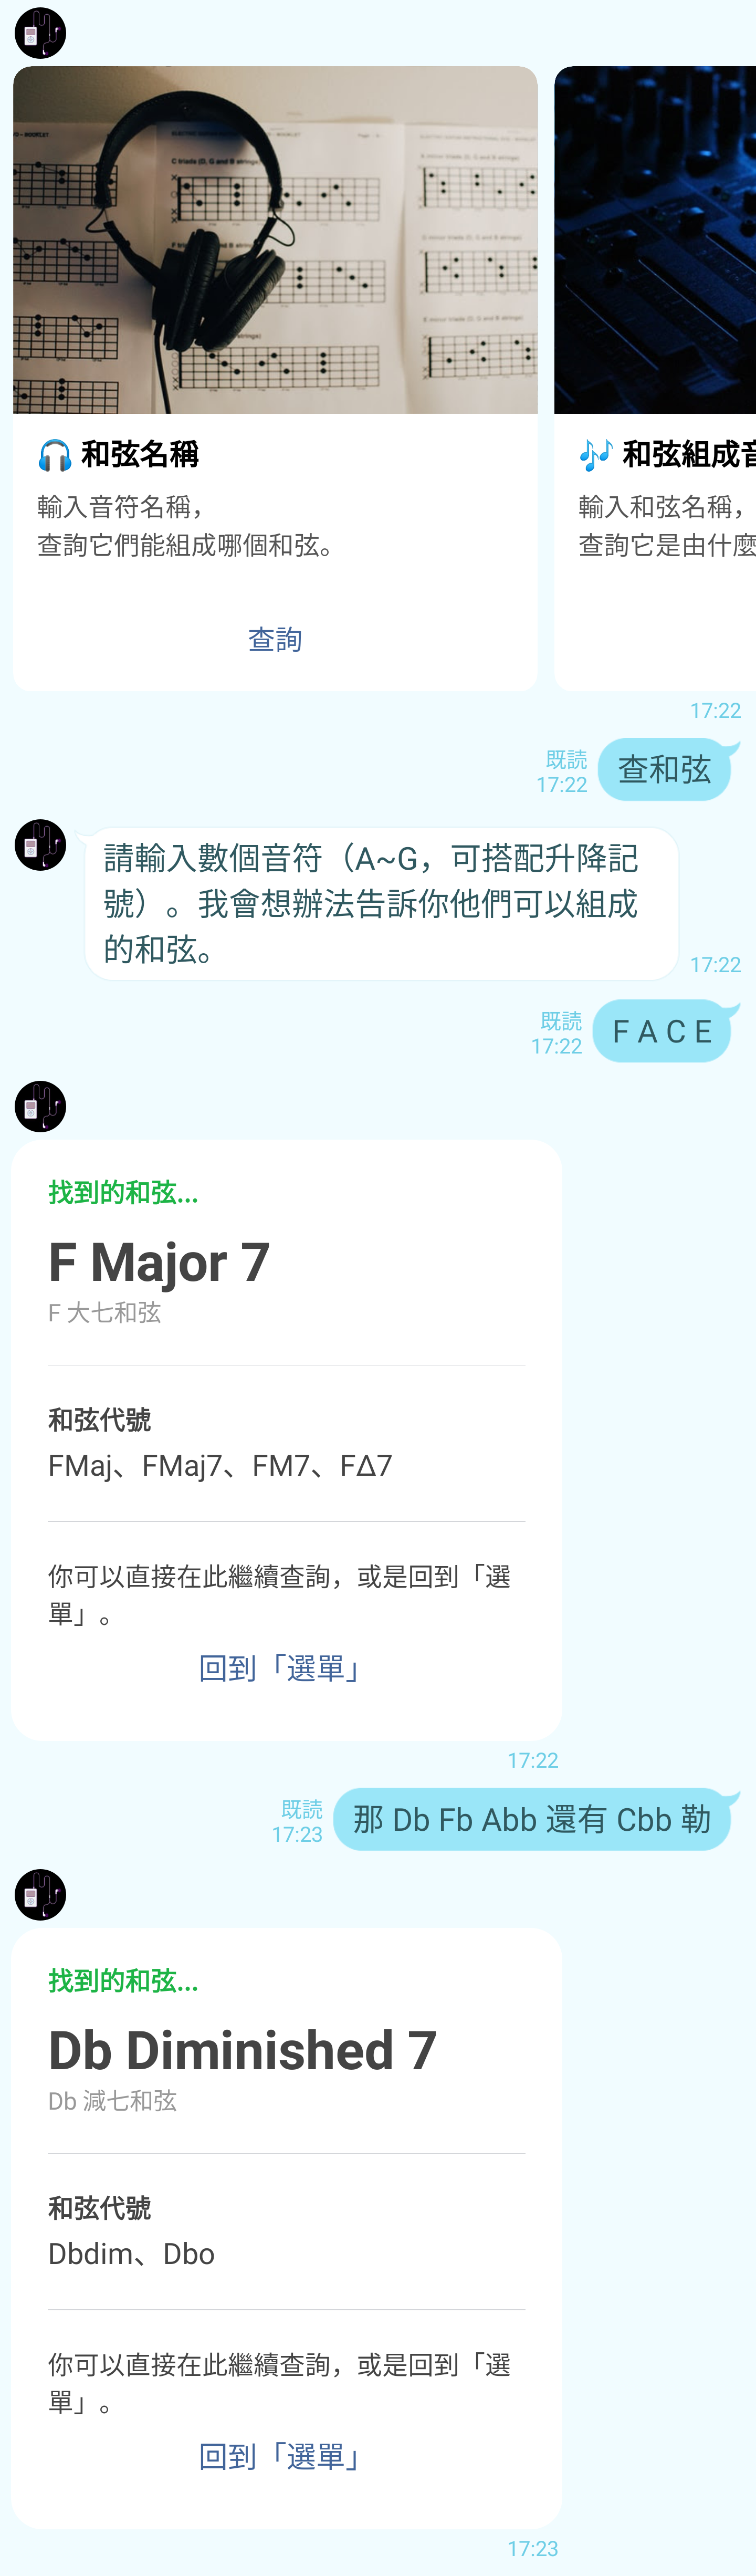 C triads (D, G and B strings)
🎧 和弦名稱
輸入音符名稱，
查詢它們能組成哪個和弦。
查詢
🎶 和弦組成音
輸入和弦名稱，
查詢它是由什麼
17:22
既読
17:22
查和弦
請輸入數個音符（A~G，可搭配升降記
號）。我會想辦法告訴你他們可以組成
的和弦。
17:22
既読
17:22
F A C E
找到的和弦...
F Major 7
F 大七和弦
和弦代號
FMaj、FMaj7、FM7、FΔ7
你可以直接在此繼續查詢，或是回到「選
單」。
回到「選單」
17:22
既読
17:23
那 Db Fb Abb 還有 Cbb 勒
找到的和弦...
Db Diminished 7
Db 減七和弦
和弦代號
Dbdim、Dbo
你可以直接在此繼續查詢，或是回到「選
單」。
回到「選單」
17:23